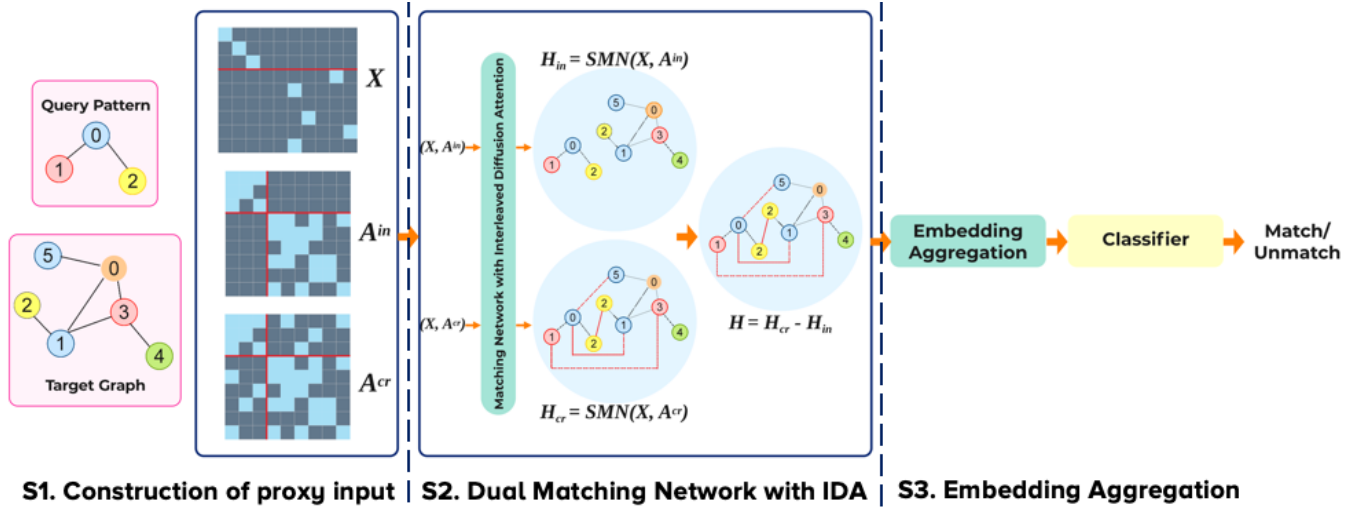 Query Pattern
0
1
2
Target Graph
5
0
2
3
1
4
X
A^in
A^cr
S1. Construction of proxy input
(X, A^in)
(X, A^cr)
Matching Network with Interleaved Diffusion Attention
H_in = SMN(X, A^in)
5
0
2
3
0
1
4
1
2
5
0
2
3
0
1
4
1
2
H_cr = SMN(X, A^cr)
5
0
2
0
3
1
1
4
2
H = H_cr - H_in
S2. Dual Matching Network with IDA
Embedding
Aggregation
Classifier
Match/
Unmatch
S3. Embedding Aggregation